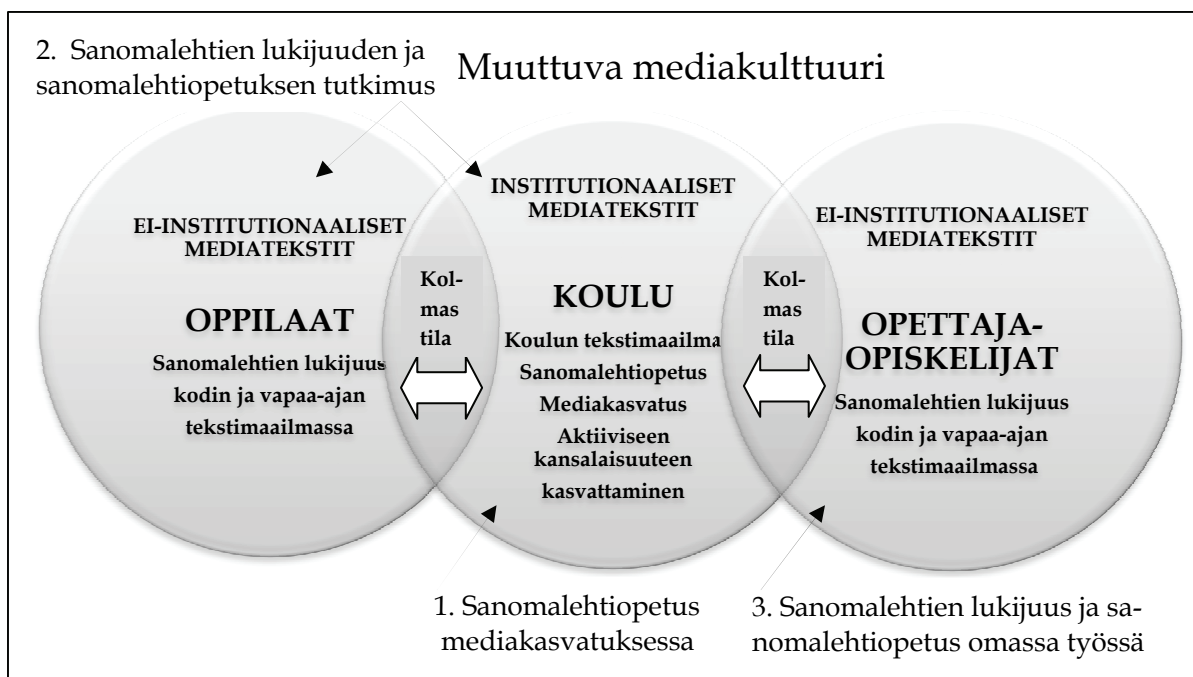 2. Sanomalehtien lukijuuden ja
sanomalehtiopetuksen tutkimus
Muuttuva mediakulttuuri
EI-INSTITUTIONAALISET
MEDIATEKSTIT
OPPILAAT
Sanomalehtien lukijuus
kodin ja vapaa-ajan
tekstimaailmassa
Kol-
mas
tila
INSTITUTIONAALISET
MEDIATEKSTIT
KOULU
Koulun tekstimaailma
Sanomalehtiopetus
Mediakasvatus
Aktiiviseen
kansalaisuuteen
kasvattaminen
Kol-
mas
tila
EI-INSTITUTIONAALISET
MEDIATEKSTIT
OPETTAJA-
OPISKELIJAT
Sanomalehtien lukijuus
kodin ja vapaa-ajan
tekstimaailmassa
1. Sanomalehtiopetus
mediakasvatuksessa
3. Sanomalehtien lukijuus ja sa-
nomalehtiopetus omassa työssä